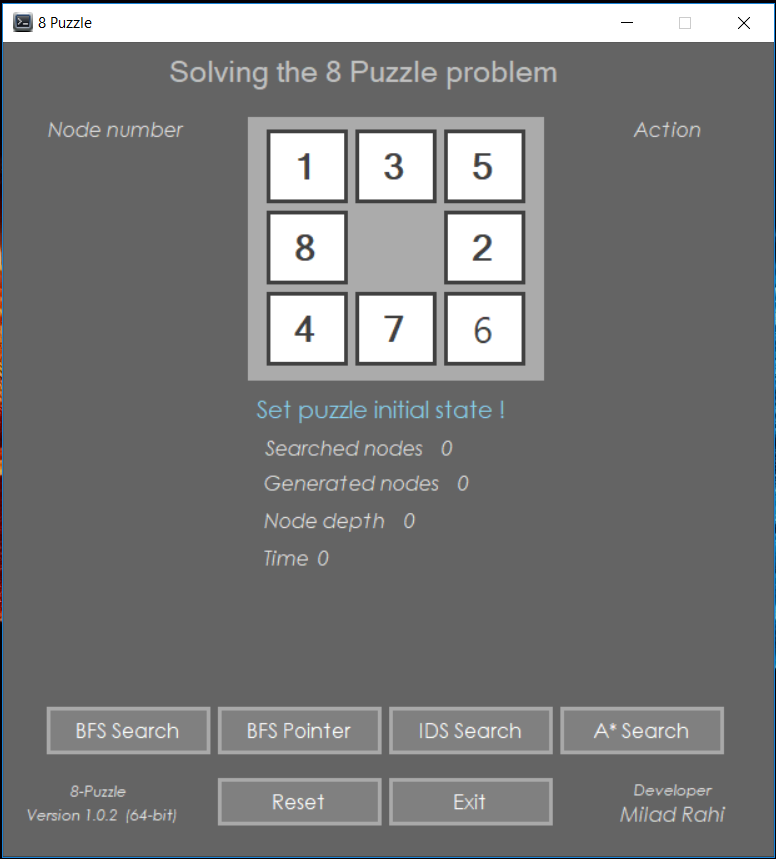 8 Puzzle
Solving the 8 Puzzle problem
Node number
Action
1 3 5
8 2
4 7 6
Set puzzle initial state !
Searched nodes 0
Generated nodes 0
Node depth 0
Time 0
BFS Search BFS Pointer IDS Search A* Search
8-Puzzle
Version 1.0.2 (64-bit)
Reset Exit
Developer
Milad Rahi